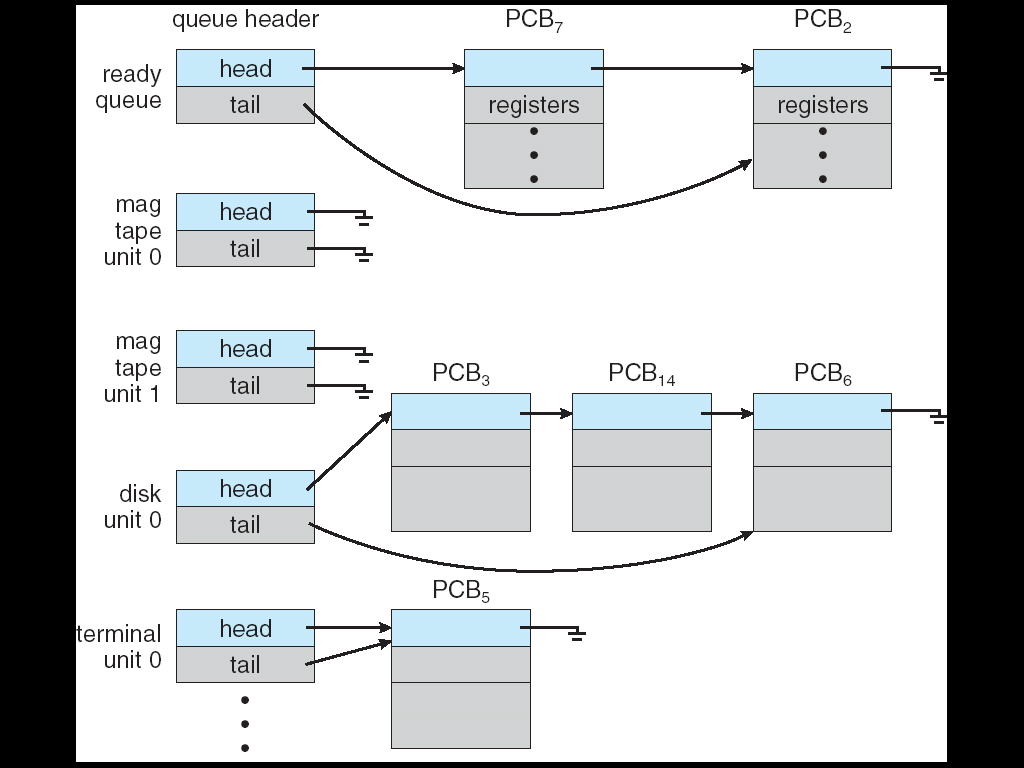 queue header
PCB7
PCB2
ready
queue
head
tail
registers
registers
mag
tape
unit 0
head
tail
mag
tape
unit 1
head
tail
PCB3
PCB14
PCB6
disk
unit 0
head
tail
PCB5
terminal
unit 0
head
tail